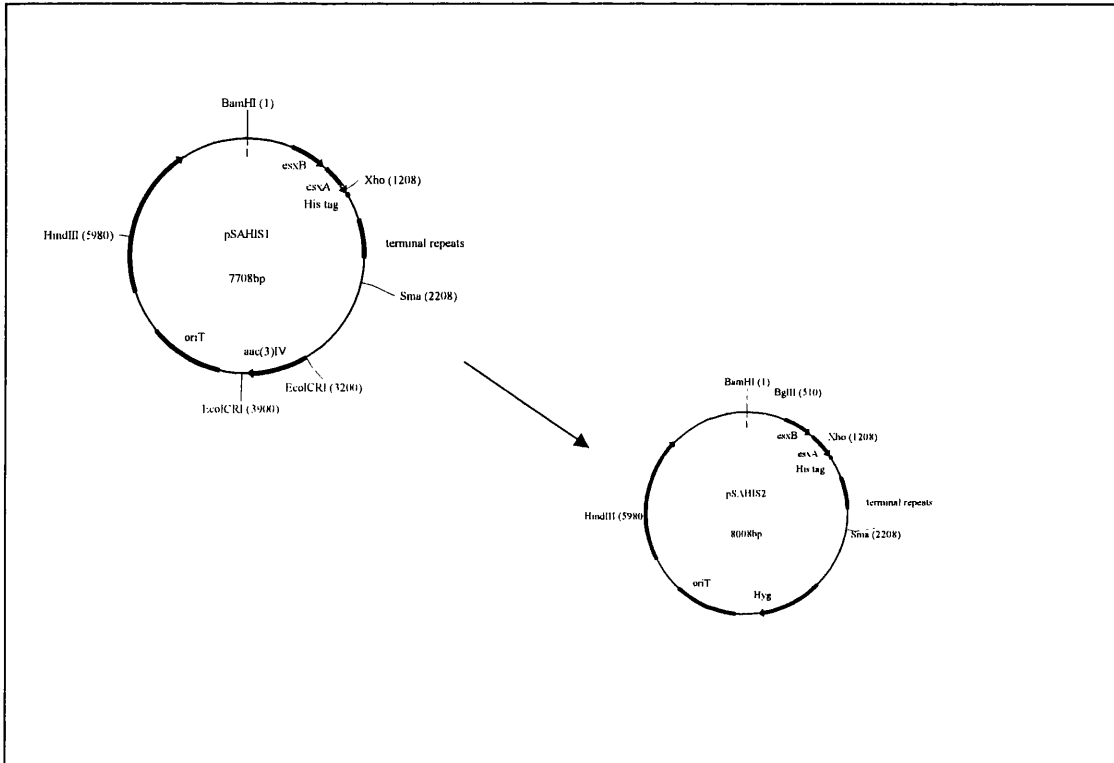 BamHI (1)
esxB
esxA
Xho (1208)
His tag
HindIII (5980)
pSAHIS1
terminal repeats
7708bp
Sma (2208)
oriT
aac(3)IV
EcoICRI (3200)
EcoICRI (3900)
BamHI (1)
BglII (510)
esxB
Xho (1208)
esxA
His tag
pSAHIS2
terminal repeats
HindIII (5980)
8008bp
Sma (2208)
oriT
Hyg